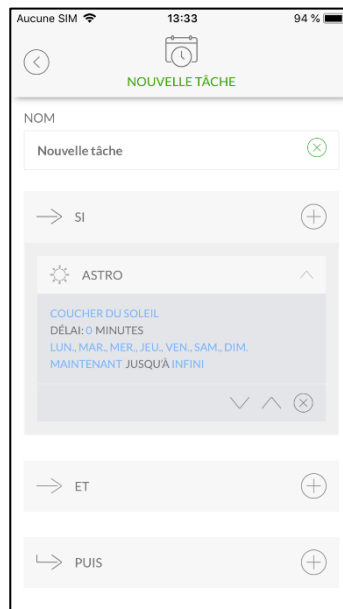 Aucune SIM 13:33 94 %
NOUVELLE TÂCHE
NOM
Nouvelle tâche
SI
ASTRO
COUCHER DU SOLEIL
DÉLAI: 0 MINUTES
LUN., MAR., MER., JEU., VEN., SAM., DIM.
MAINTENANT JUSQU'À INFINI
ET
PUIS